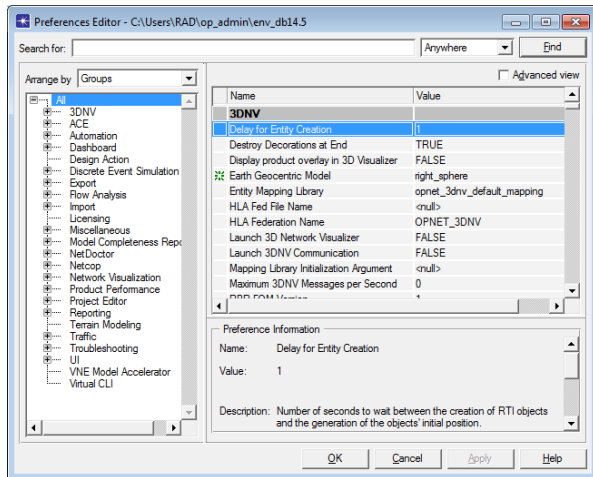 Preferences Editor - C:\Users\RAD\op_admin\env_db14.5
Search for:
Anywhere
Find
Arrange by Groups
Advanced view
All
3DNV
ACE
Automation
Dashboard
Design Action
Discrete Event Simulation
Export
Flow Analysis
Import
Licensing
Miscellaneous
Model Completeness Repo
NetDoctor
Netcop
Network Visualization
Product Performance
Project Editor
Reporting
Terrain Modeling
Traffic
Troubleshooting
UI
VNE Model Accelerator
Virtual CLI
Name Value
3DNV
Delay for Entity Creation 1
Destroy Decorations at End TRUE
Display product overlay in 3D Visualizer FALSE
Earth Geocentric Model right_sphere
Entity Mapping Library opnet_3dnv_default_mapping
HLA Fed File Name <null>
HLA Federation Name OPNET_3DNV
Launch 3D Network Visualizer FALSE
Launch 3DNV Communication FALSE
Mapping Library Initialization Argument <null>
Maximum 3DNV Messages per Second 0
RPR FOM Version 1
Preference Information
Name: Delay for Entity Creation
Value: 1
Description: Number of seconds to wait between the creation of RTI objects
and the generation of the objects' initial position.
OK
Cancel
Apply
Help